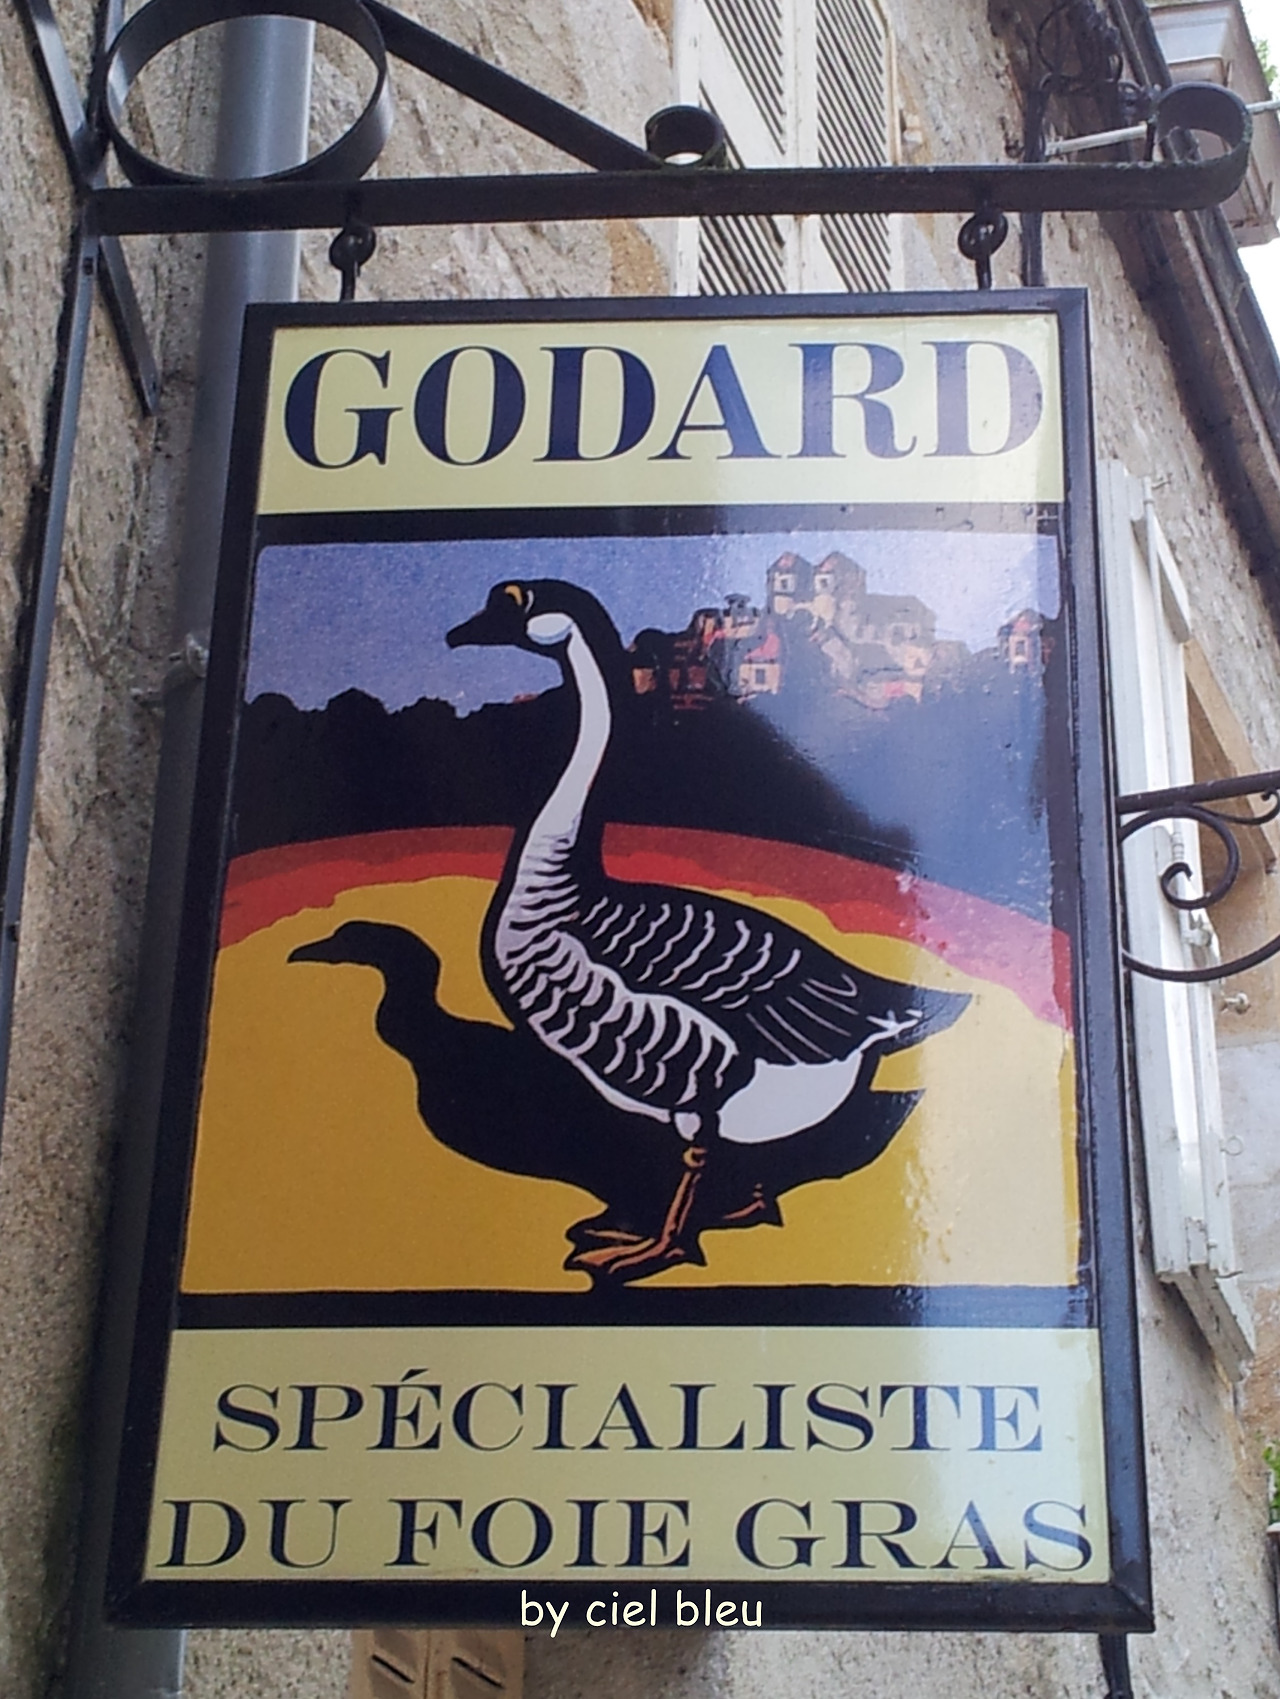 GODARD
SPÉCIALISTE
DU FOIE GRAS
by ciel bleu